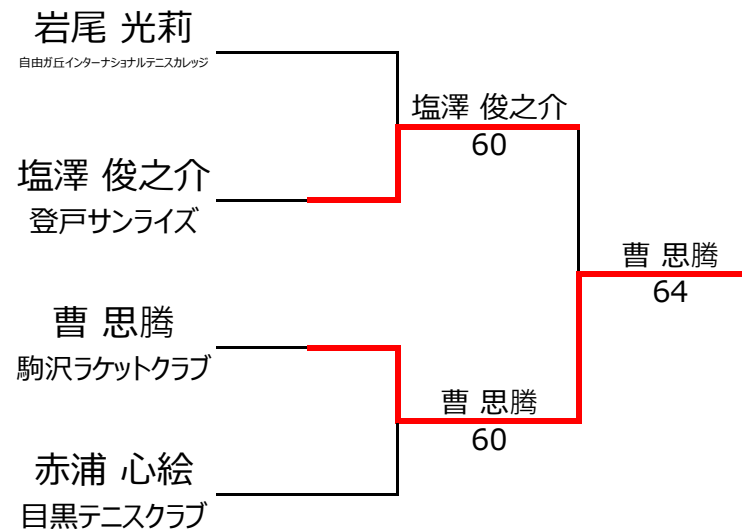 岩尾 光莉
自由ガ丘インターナショナルテニスカレッジ
塩澤 俊之介
60
塩澤 俊之介
登戸サンライズ
曹 思腾
64
曹 思腾
駒沢ラケットクラブ
曹 思腾
60
赤浦 心絵
目黒テニスクラブ